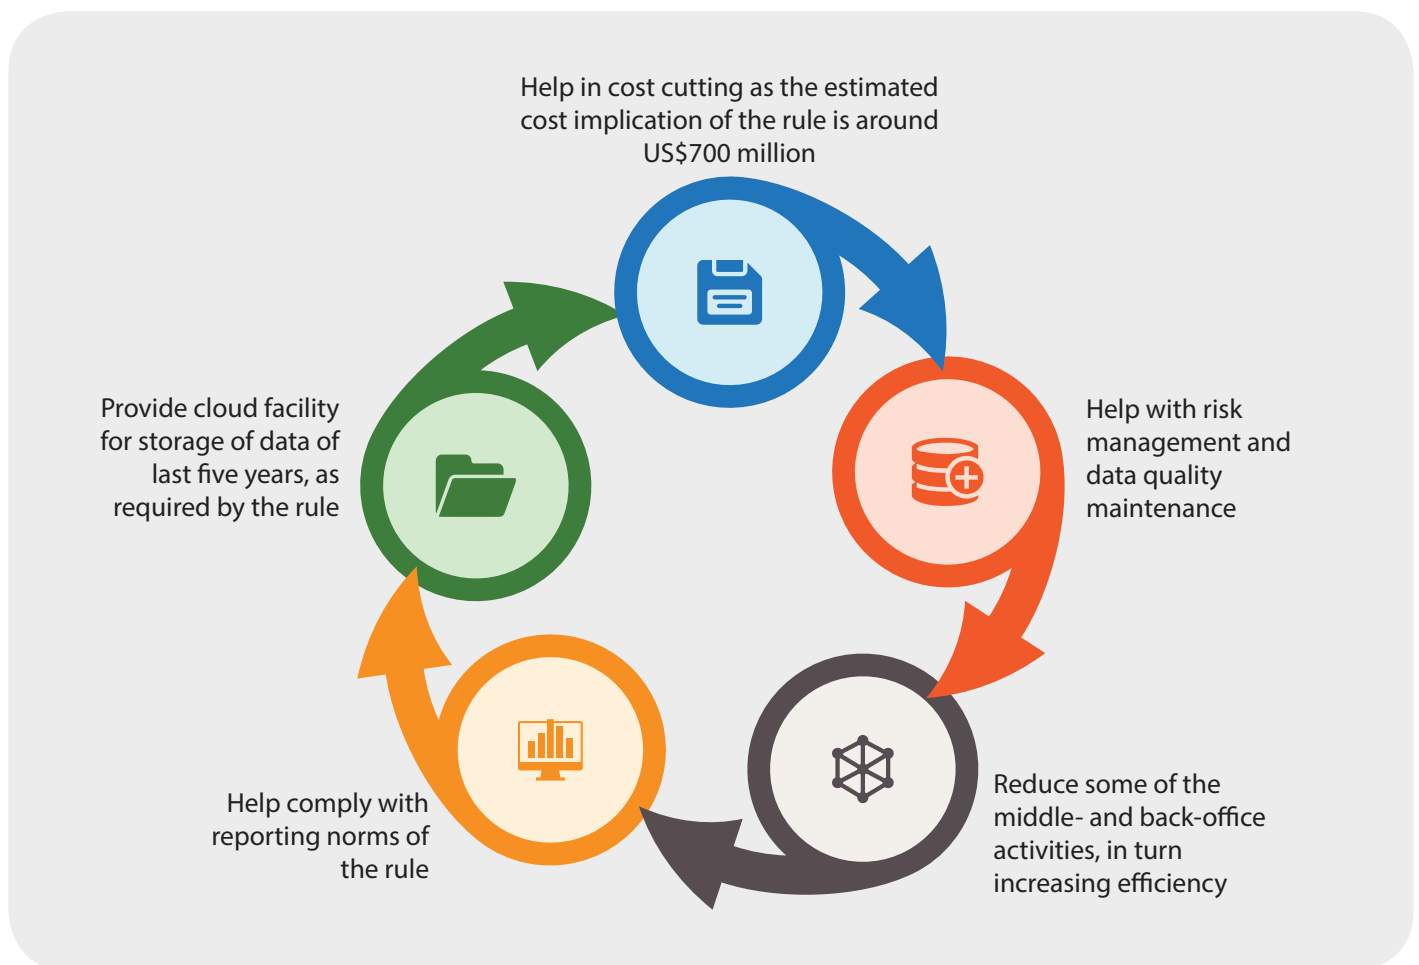 Help in cost cutting as the estimated
cost implication of the rule is around
US$700 million
Help with risk
management and
data quality
maintenance
Reduce some of the
middle- and back-office
activities, in turn
increasing efficiency
Help comply with
reporting norms of
the rule
Provide cloud facility
for storage of data of
last five years, as
required by the rule